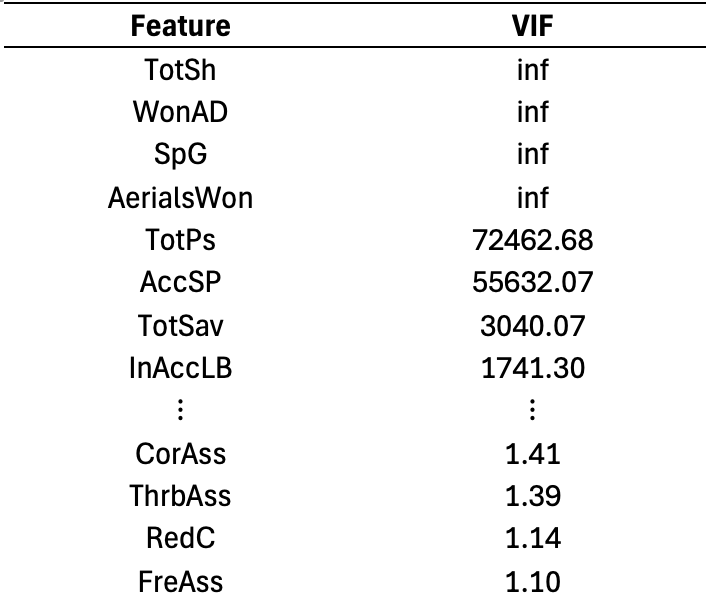 Feature VIF
TotSh inf
WonAD inf
SpG inf
AerialsWon inf
TotPs 72462.68
AccSP 55632.07
TotSav 3040.07
InAccLB 1741.30
⋮ ⋮
CorAss 1.41
ThrbAss 1.39
RedC 1.14
FreAss 1.10